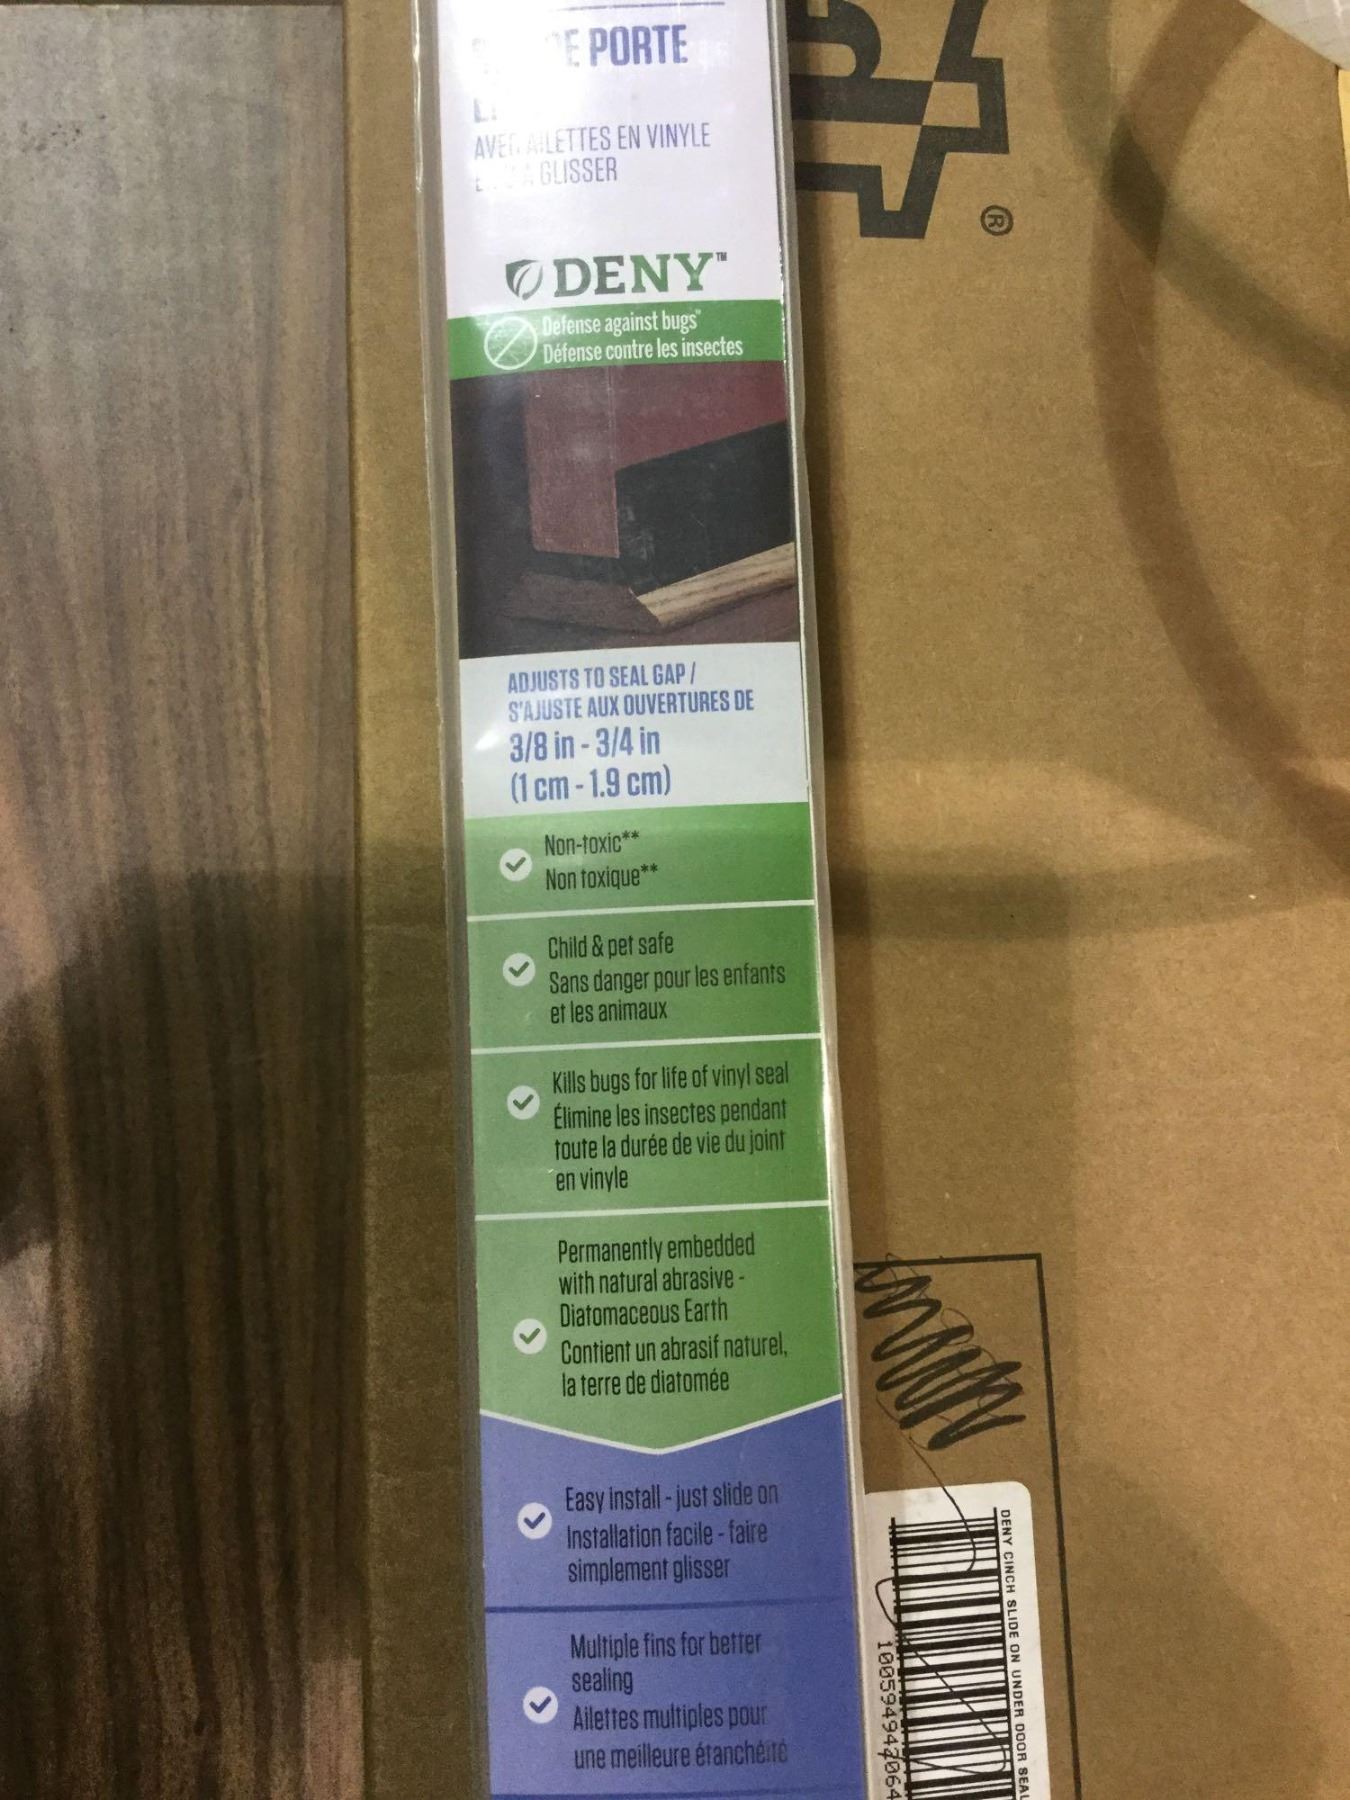 E PORTE
AILETTES EN VINYLE
À GLISSER
DENY™
Defense against bugs™
Défense contre les insectes
ADJUSTS TO SEAL GAP /
S'AJUSTE AUX OUVERTURES DE
3/8 in - 3/4 in
(1 cm - 1.9 cm)
Non-toxic**
Non toxique**
Child & pet safe
Sans danger pour les enfants
et les animaux
Kills bugs for life of vinyl seal
Élimine les insectes pendant
toute la durée de vie du joint
en vinyle
Permanently embedded
with natural abrasive -
Diatomaceous Earth
Contient un abrasif naturel,
la terre de diatomée
Easy install - just slide on
Installation facile - faire
simplement glisser
Multiple fins for better
sealing
Ailettes multiples pour
une meilleure étanchéité
®
DENY CINCH SLIDE ON UNDER DOOR SEAL